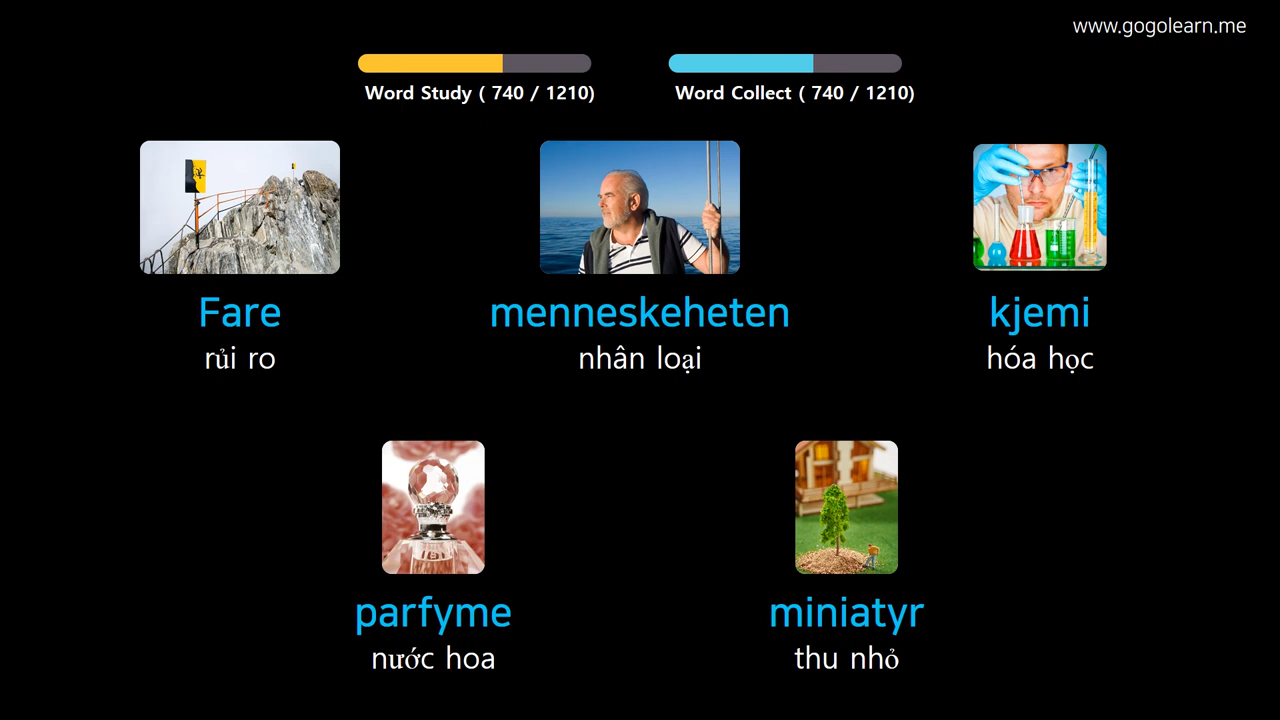 www.gogolearn.me
Word Study ( 740 / 1210)
Word Collect ( 740 / 1210)
Fare
rủi ro
menneskeheten
nhân loại
kjemi
hóa học
parfyme
nước hoa
miniatyr
thu nhỏ